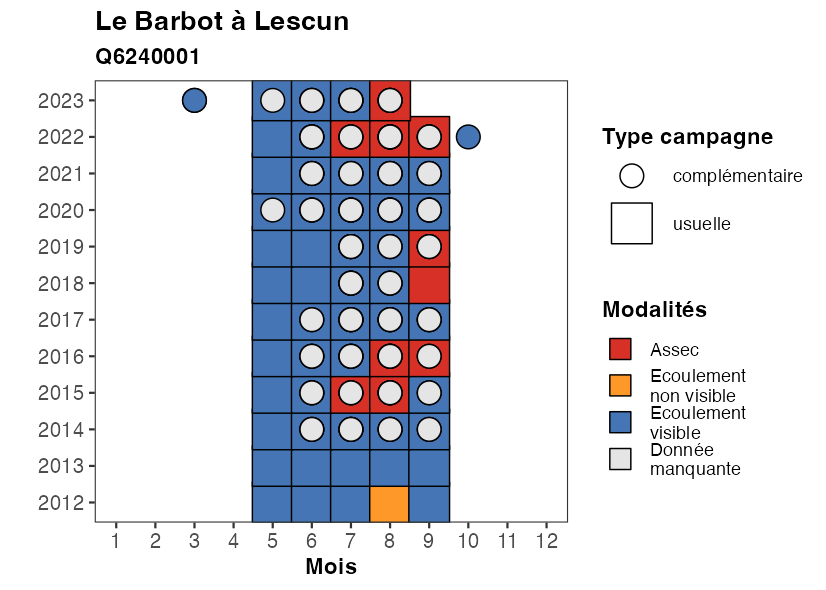 Le Barbot à Lescun
Q6240001
2023
2022
2021
2020
2019
2018
2017
2016
2015
2014
2013
2012
1 2 3 4 5 6 7 8 9 10 11 12
Mois
Type campagne
complémentaire
usuelle
Modalités
Assec
Ecoulement
non visible
Ecoulement
visible
Donnée
manquante